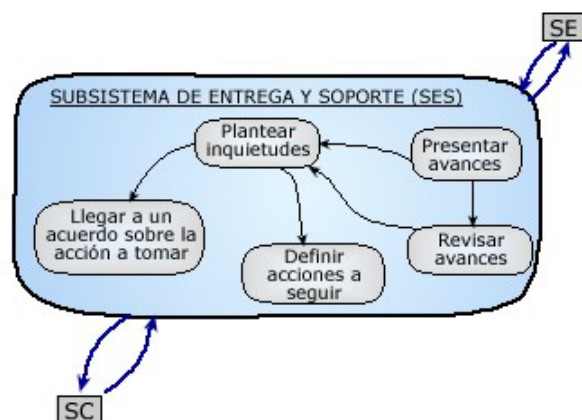 SE
SUBSISTEMA DE ENTREGA Y SOPORTE (SES)
Plantear
inquietudes
Presentar
avances
Llegar a un
acuerdo sobre la
acción a tomar
Definir
acciones a
seguir
Revisar
avances
SC